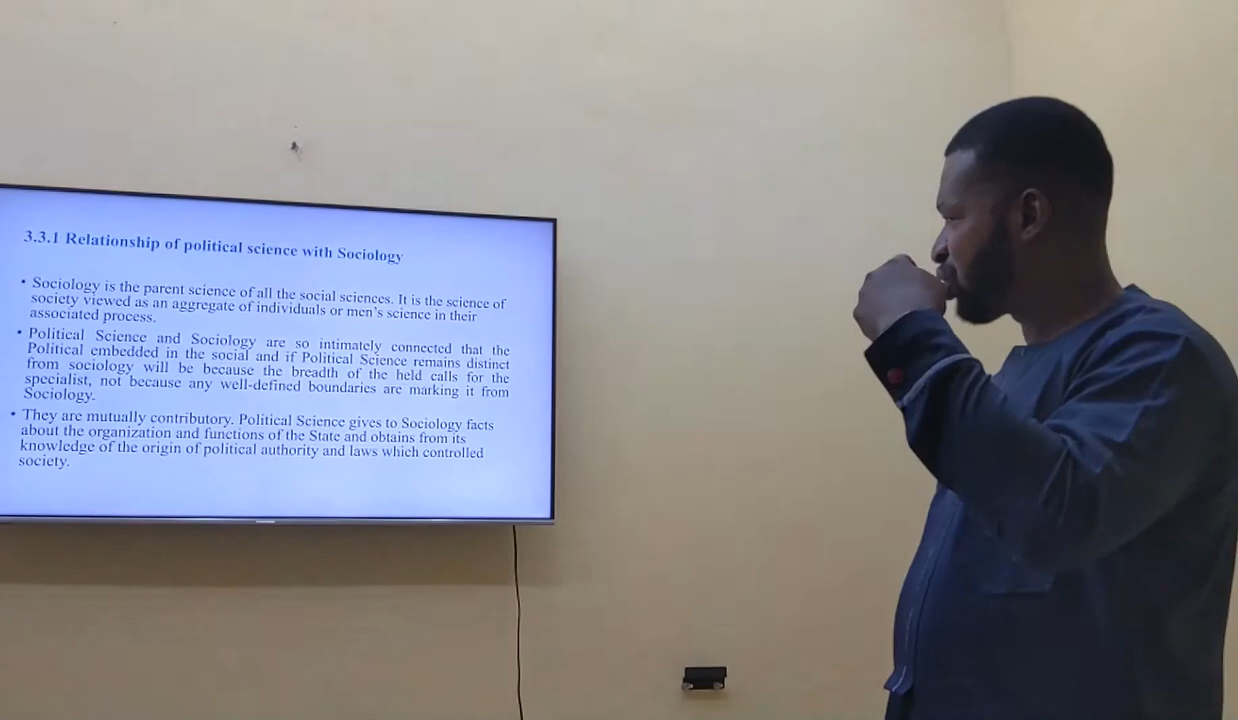 3.3.1 Relationship of political science with Sociology
• Sociology is the parent science of all the social sciences. It is the science of
society viewed as an aggregate of individuals or men's science in their
associated process.
• Political Science and Sociology are so intimately connected that the
Political embedded in the social and if Political Science remains distinct
from sociology will be because the breadth of the held calls for the
specialist, not because any well-defined boundaries are marking it from
Sociology.
• They are mutually contributory. Political Science gives to Sociology facts
about the organization and functions of the State and obtains from its
knowledge of the origin of political authority and laws which controlled
society.